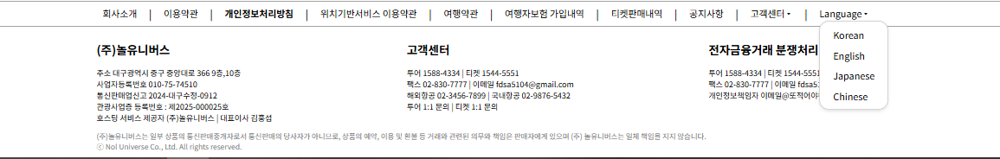 회사소개 | 이용약관 | 개인정보처리방침 | 위치기반서비스 이용약관 | 여행약관 | 여행자보험 가입내역 | 티켓판매내역 | 공지사항 | 고객센터 | Language
Korean
English
Japanese
Chinese
(주)놀유니버스
주소 대구광역시 중구 중앙대로 366 9층,10층
사업자등록번호 010-75-74510
통신판매업신고 2024-대구수정-0912
관광사업증 등록번호 : 제2025-000025호
호스팅 서비스 제공자 (주)놀유니버스 | 대표이사 김홍섭
고객센터
투어 1588-4334 | 티켓 1544-5551
팩스 02-830-7777 | 이메일 fdsa5104@gmail.com
해외항공 02-3456-7899 | 국내항공 02-9876-5432
투어 1:1 문의 | 티켓 1:1 문의
전자금융거래 분쟁처리
투어 1588-4334 | 티켓 1544-5551
팩스 02-830-7777 | 이메일 fdsa5
개인정보책임자 이메일@또적어야
(주)놀유니버스는 일부 상품의 통신판매중개자로서 통신판매의 당사자가 아니므로, 상품의 예약, 이용 및 환불 등 거래와 관련된 의무와 책임은 판매자에게 있으며 (주) 놀유니버스는 일체 책임을 지지 않습니다.
ⓒ Nol Universe Co., Ltd. All rights reserved.